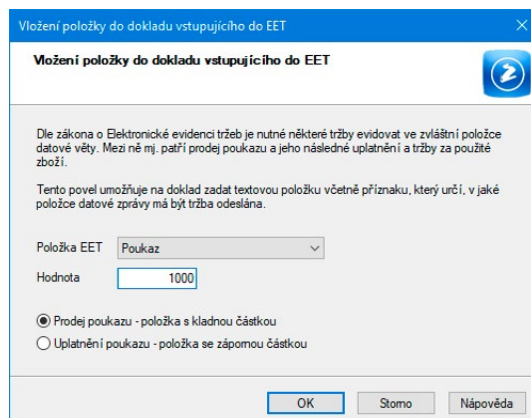 Vložení položky do dokladu vstupujícího do EET
Vložení položky do dokladu vstupujícího do EET
Dle zákona o Elektronické evidenci tržeb je nutné některé tržby evidovat ve zvláštní položce
datové věty. Mezi ně mj. patří prodej poukazu a jeho následné uplatnění a tržby za použité
zboží.
Tento povel umožňuje na doklad zadat textovou položku včetně příznaku, který určí, v jaké
položce datové zprávy má být tržba odeslána.
Položka EET Poukaz
Hodnota 1000
Prodej poukazu - položka s kladnou částkou
Uplatnění poukazu - položka se zápornou částkou
OK Storno Nápověda